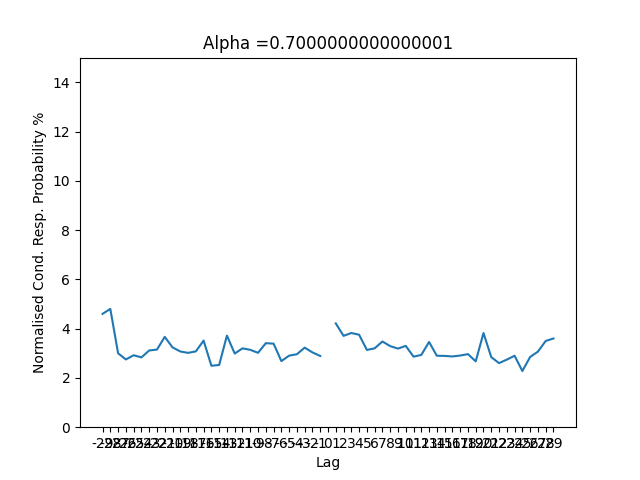 Alpha =0.7000000000000001
14
12
10
8
6
4
2
0
Normalised Cond. Resp. Probability %
Lag